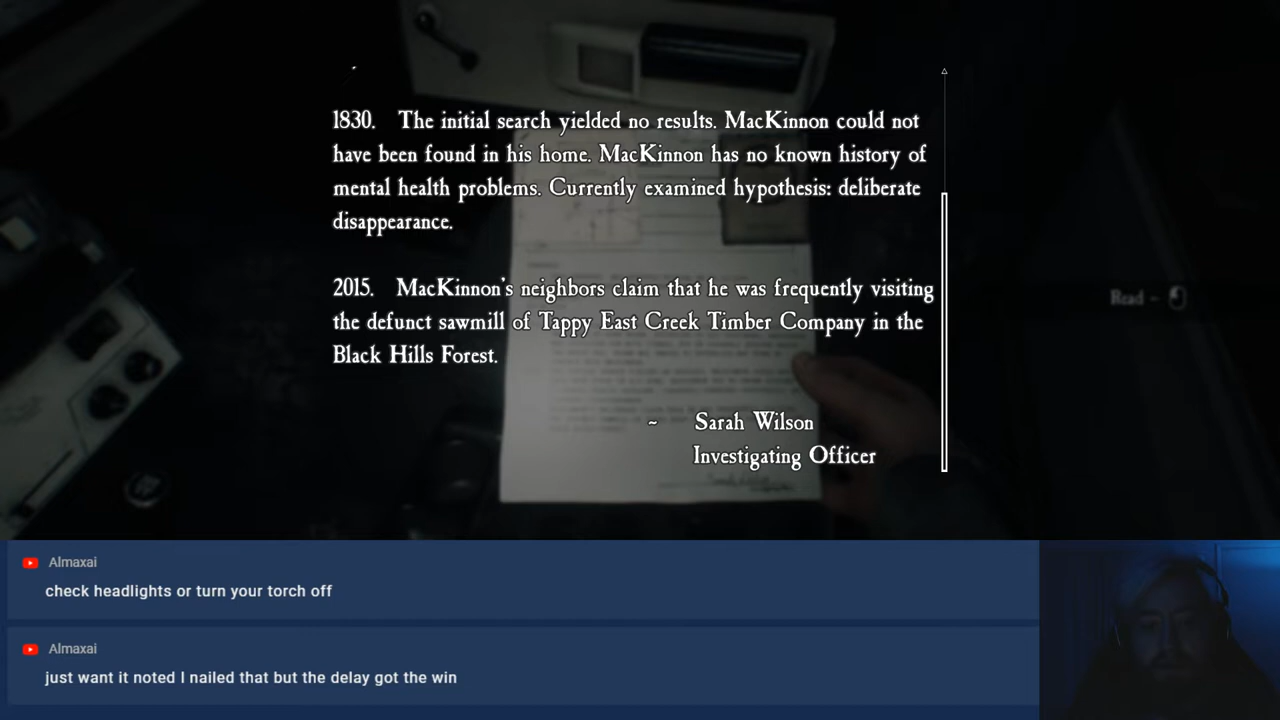 1830. The initial search yielded no results. MacKinnon could not
have been found in his home. MacKinnon has no known history of
mental health problems. Currently examined hypothesis: deliberate
disappearance.
2015. MacKinnon's neighbors claim that he was frequently visiting
the defunct sawmill of Tappy East Creek Timber Company in the
Black Hills Forest.
~ Sarah Wilson
Investigating Officer
Read ~
Almaxai
check headlights or turn your torch off
Almaxai
just want it noted I nailed that but the delay got the win